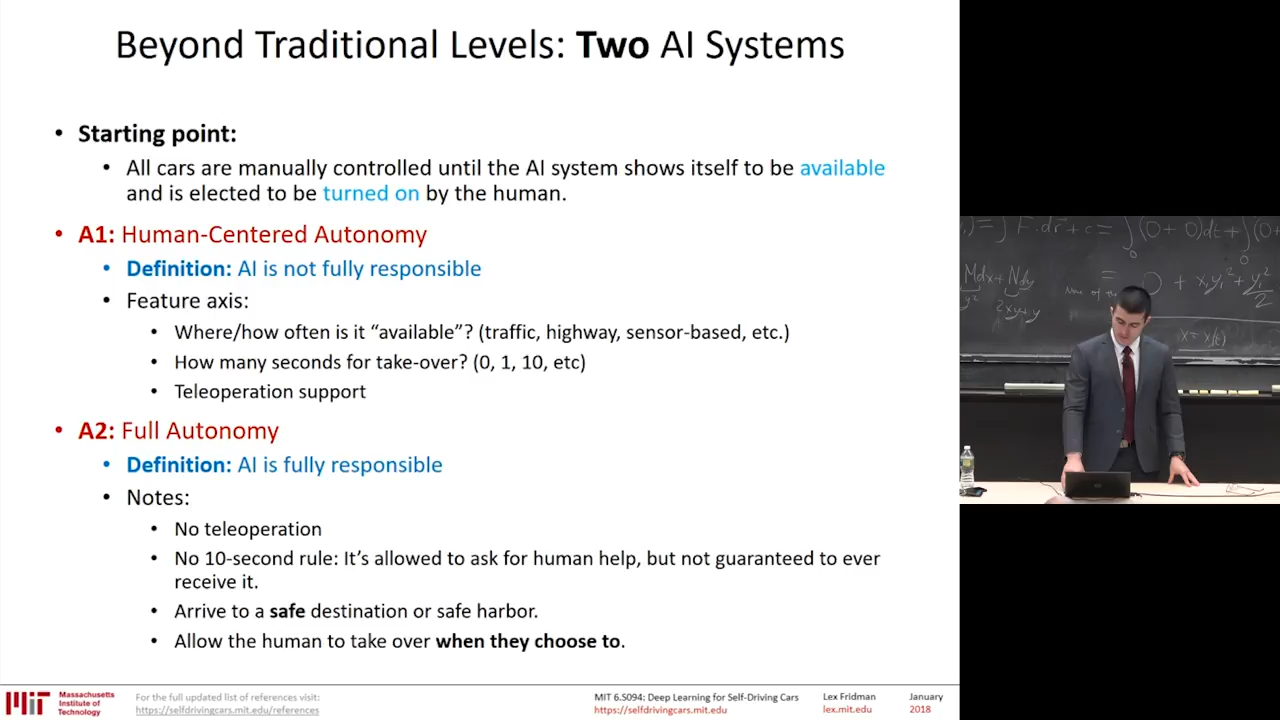 Beyond Traditional Levels: Two AI Systems
• Starting point:
• All cars are manually controlled until the AI system shows itself to be available
and is elected to be turned on by the human.
• A1: Human-Centered Autonomy
• Definition: AI is not fully responsible
• Feature axis:
• Where/how often is it “available”? (traffic, highway, sensor-based, etc.)
• How many seconds for take-over? (0, 1, 10, etc)
• Teleoperation support
• A2: Full Autonomy
• Definition: AI is fully responsible
• Notes:
• No teleoperation
• No 10-second rule: It’s allowed to ask for human help, but not guaranteed to ever
receive it.
• Arrive to a safe destination or safe harbor.
• Allow the human to take over when they choose to.
Massachusetts
Institute of
Technology
For the full updated list of references visit:
https://selfdrivingcars.mit.edu/references
MIT 6.S094: Deep Learning for Self-Driving Cars
https://selfdrivingcars.mit.edu
Lex Fridman
lex.mit.edu
January
2018
Mdx + Ndy
x = x(t)